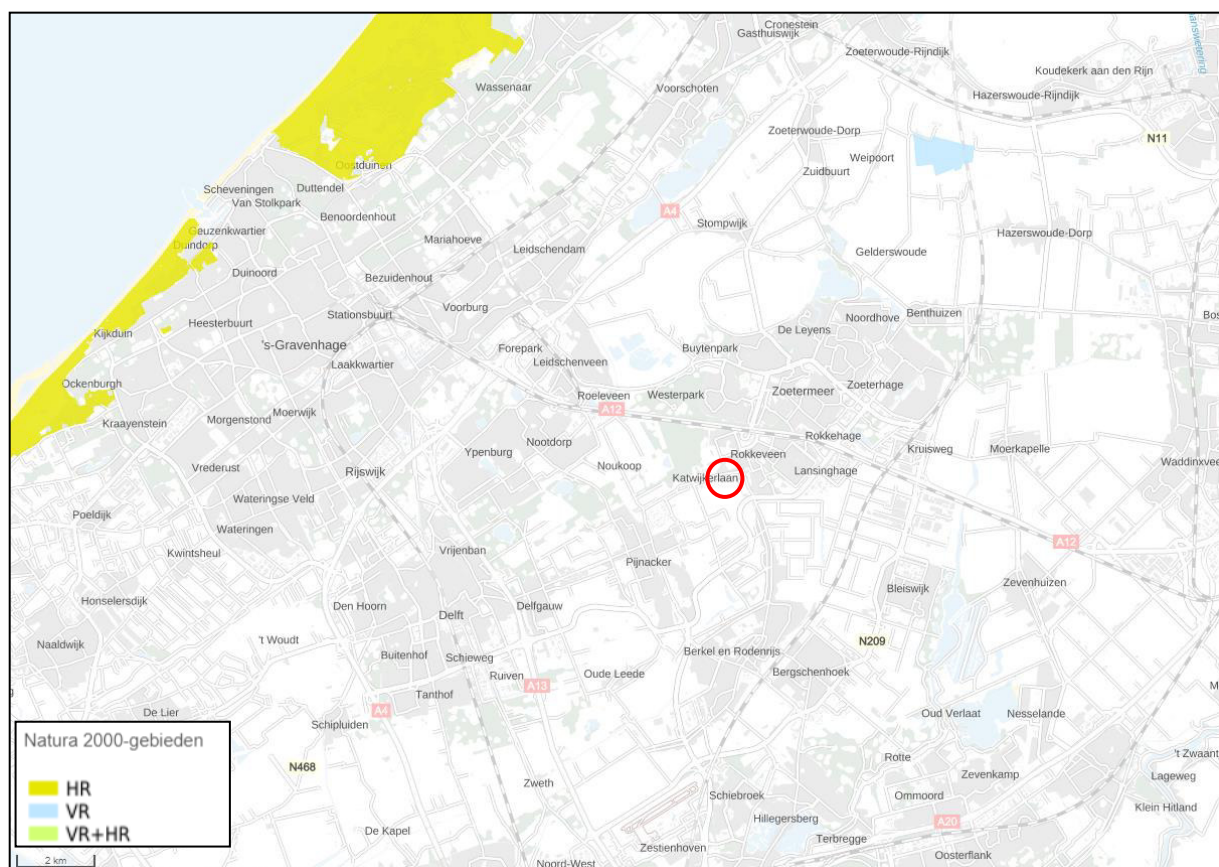 Cronestein
Gasthuiswijk
Zoeterwoude-Rijndijk
Koudekerk aan den Rijn
Wassenaar
Voorschoten
Hazerswoude-Rijndijk
Zoeterwoude-Dorp
N11
Weipoort
Oostduinen
Zuidbuurt
Scheveningen
Duttendel
Van Stolkpark
Benoordenhout
A4
Stompwijk
Geuzenkwartier
Mariahoeve
Hazerswoude-Dorp
Duindorp
Leidschendam
Gelderswoude
Duinoord
Bezuidenhout
Voorburg
Stationsbuurt
Noordhove
Benthuizen
Bos
Heesterbuurt
De Leyens
Kijkduin
's-Gravenhage
Forepark
Buytenpark
Leidschenveen
Laakkwartier
Ockenburgh
Roeleveen
Westerpark
Zoetermeer
Zoeterhage
A12
Kraayenstein
Morgenstond
Moerwijk
Nootdorp
Rokkehage
Ypenburg
Rokkeveen
Kruisweg
Moerkapelle
Vrederust
Rijswijk
Noukoop
Katwijkerlaan
Lansinghage
Waddinxveen
Wateringse Veld
Poeldijk
Wateringen
Kwintsheul
Vrijenban
A12
Pijnacker
Zevenhuizen
Bleiswijk
Honselersdijk
Den Hoorn
Delfgauw
Delft
Naaldwijk
't Woudt
N209
Buitenhof
Schieweg
Berkel en Rodenrijs
Ruiven
Oude Leede
Bergschenhoek
Tanthof
A13
M
De Lier
A4
Schipluiden
Oud Verlaat
Nesselande
Natura 2000-gebieden
't Zwaant
Rotte
N468
Zevenkamp
Lageweg
HR
Zweth
Schiebroek
Ommoord
VR
Klein Hitland
Hillegersberg
A20
VR+HR
De Kapel
Terbregge
Zestienhoven
Oosterflank
2 km
Noord-West